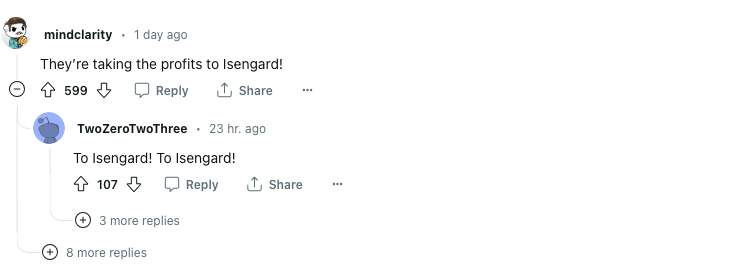 mindclarity • 1 day ago
They’re taking the profits to Isengard!
599 Reply Share ...
TwoZeroTwoThree • 23 hr. ago
To Isengard! To Isengard!
107 Reply Share ...
3 more replies
8 more replies